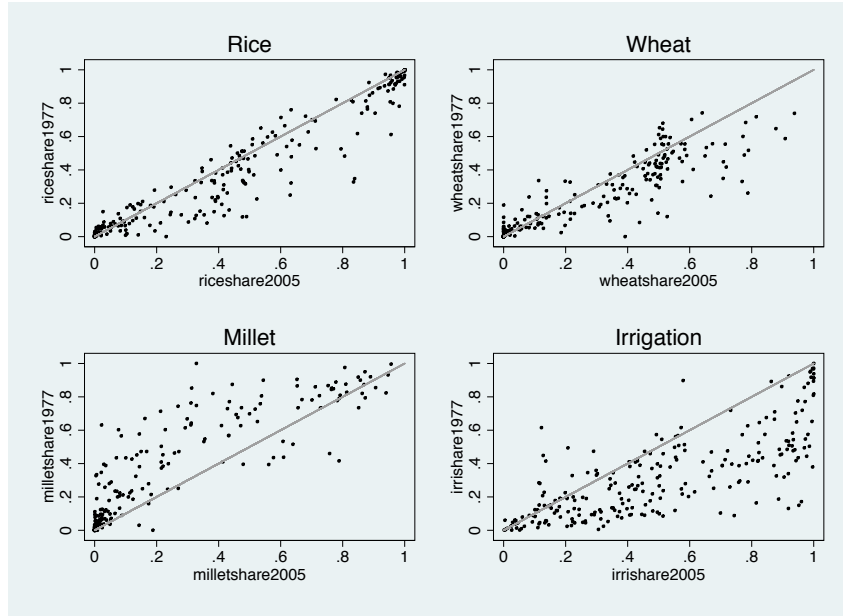 Rice
riceshare1977
0 .2 .4 .6 .8 1
0 .2 .4 .6 .8 1
riceshare2005
Wheat
wheatshare1977
0 .2 .4 .6 .8 1
0 .2 .4 .6 .8 1
wheatshare2005
Millet
milletshare1977
0 .2 .4 .6 .8 1
0 .2 .4 .6 .8 1
milletshare2005
Irrigation
irrishare1977
0 .2 .4 .6 .8 1
0 .2 .4 .6 .8 1
irrishare2005